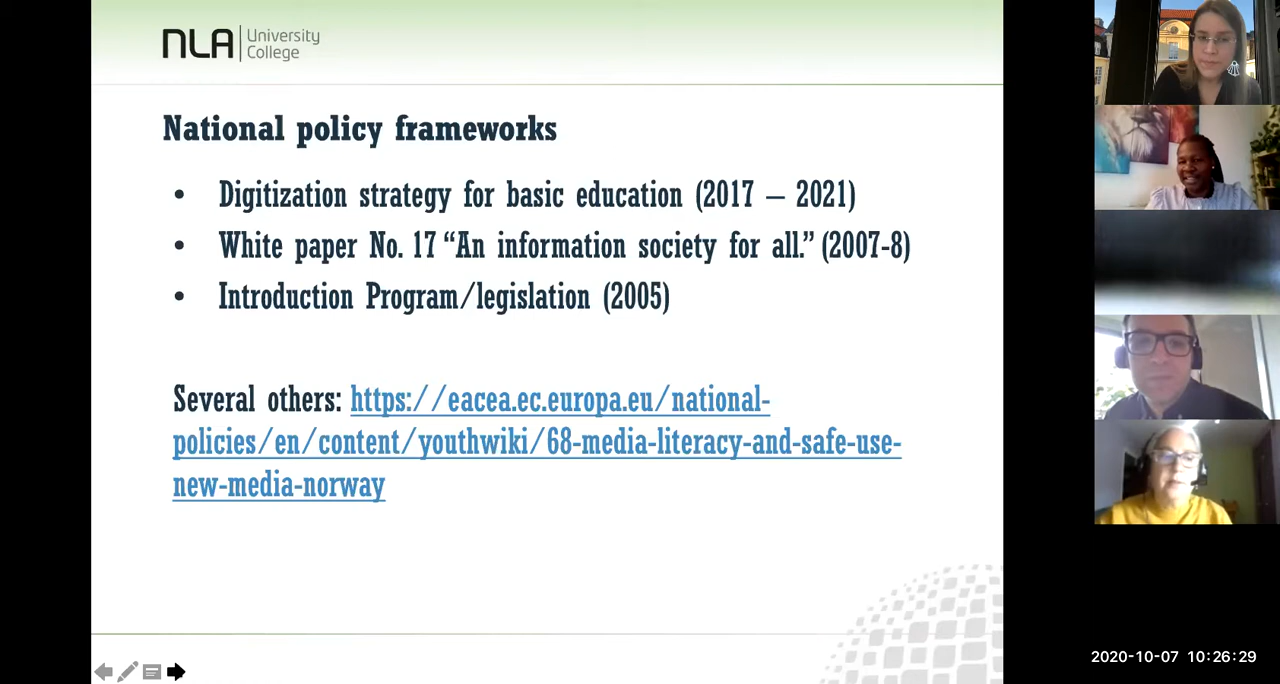 NLA University
College
National policy frameworks
• Digitization strategy for basic education (2017 – 2021)
• White paper No. 17 “An information society for all.” (2007-8)
• Introduction Program/legislation (2005)
Several others: https://eacea.ec.europa.eu/national-
policies/en/content/youthwiki/68-media-literacy-and-safe-use-
new-media-norway
2020-10-07 10:26:29